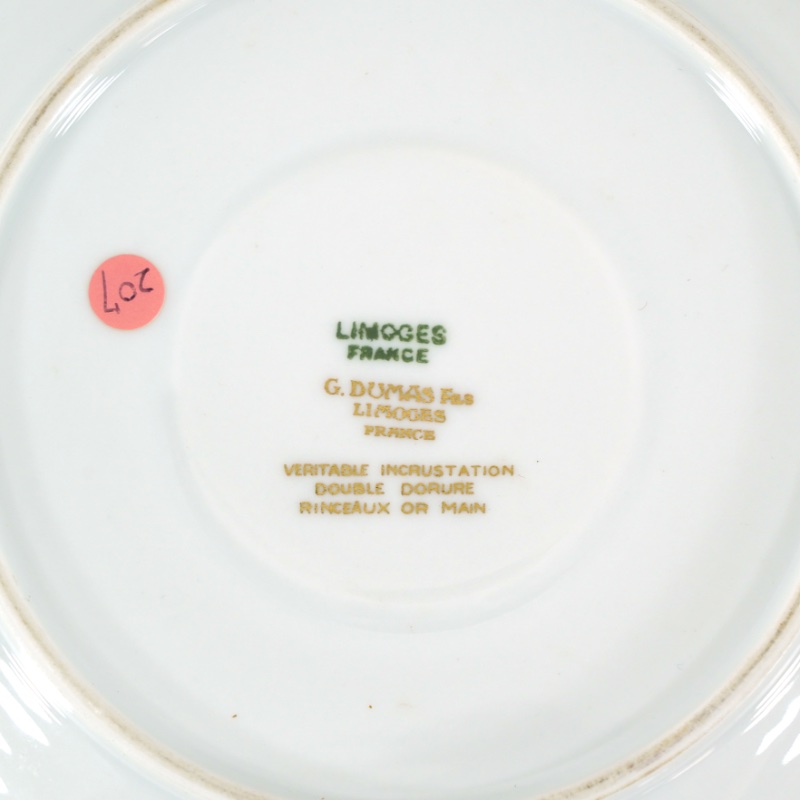 207
LIMOGES
FRANCE
G. DUMAS FILS
LIMOGES
FRANCE
VERITABLE INCRUSTATION
DOUBLE DORURE
RINCEAUX OR MAIN